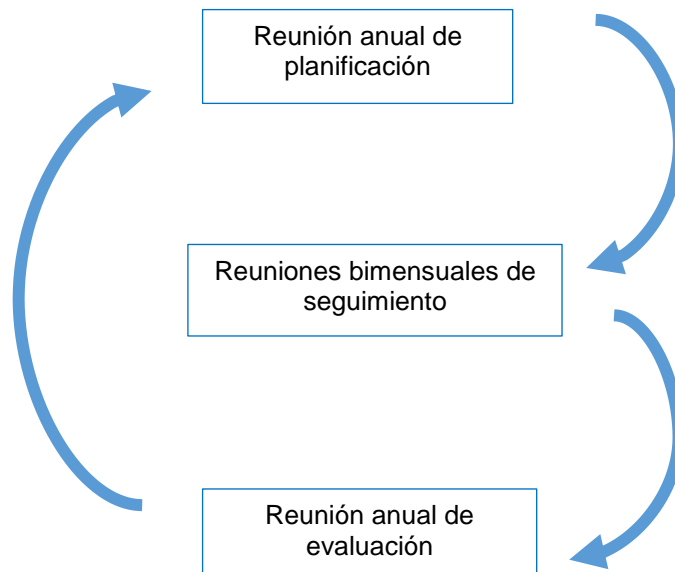 Reunión anual de
planificación
Reuniones bimensuales de
seguimiento
Reunión anual de
evaluación